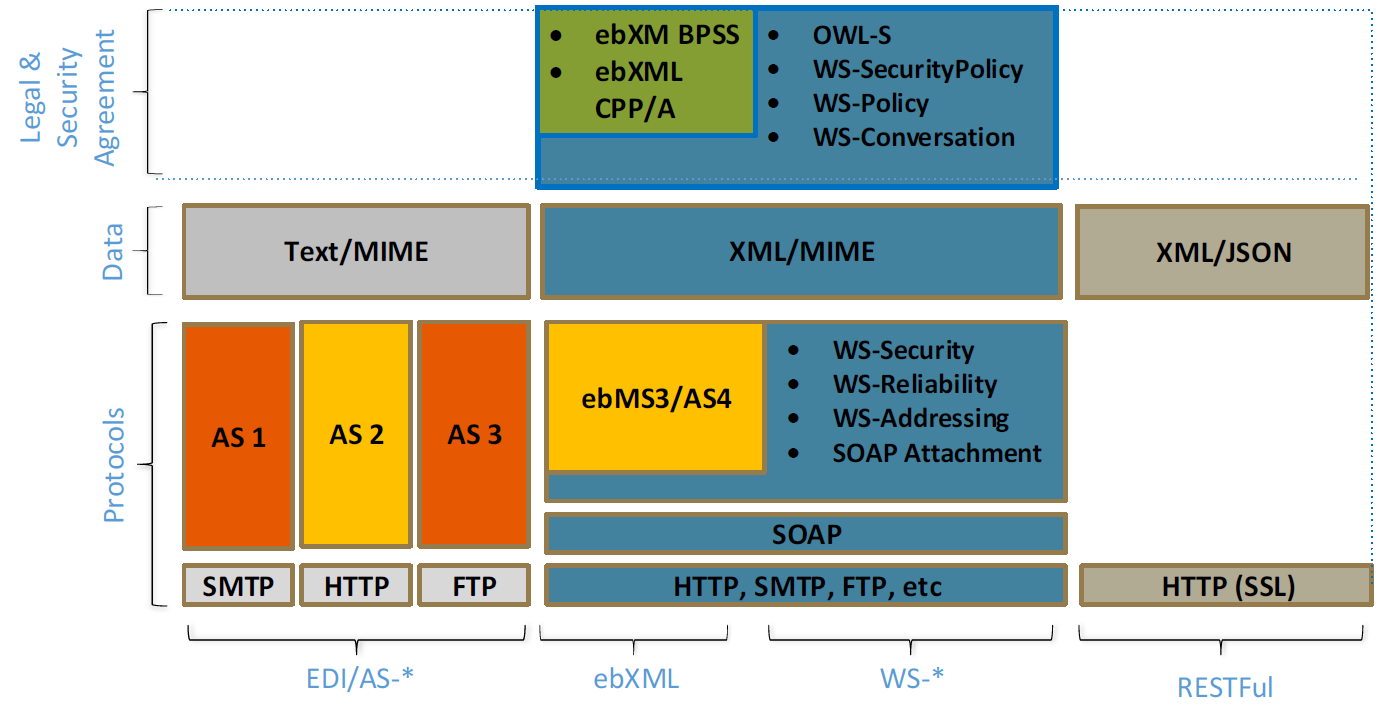 Legal &
Security
Agreement
• ebXM BPSS
• ebXML
CPP/A
• OWL-S
• WS-SecurityPolicy
• WS-Policy
• WS-Conversation
Data
Text/MIME
XML/MIME
XML/JSON
Protocols
AS 1
AS 2
AS 3
ebMS3/AS4
• WS-Security
• WS-Reliability
• WS-Addressing
• SOAP Attachment
SOAP
SMTP
HTTP
FTP
HTTP, SMTP, FTP, etc
HTTP (SSL)
EDI/AS-*
ebXML
WS-*
RESTFul